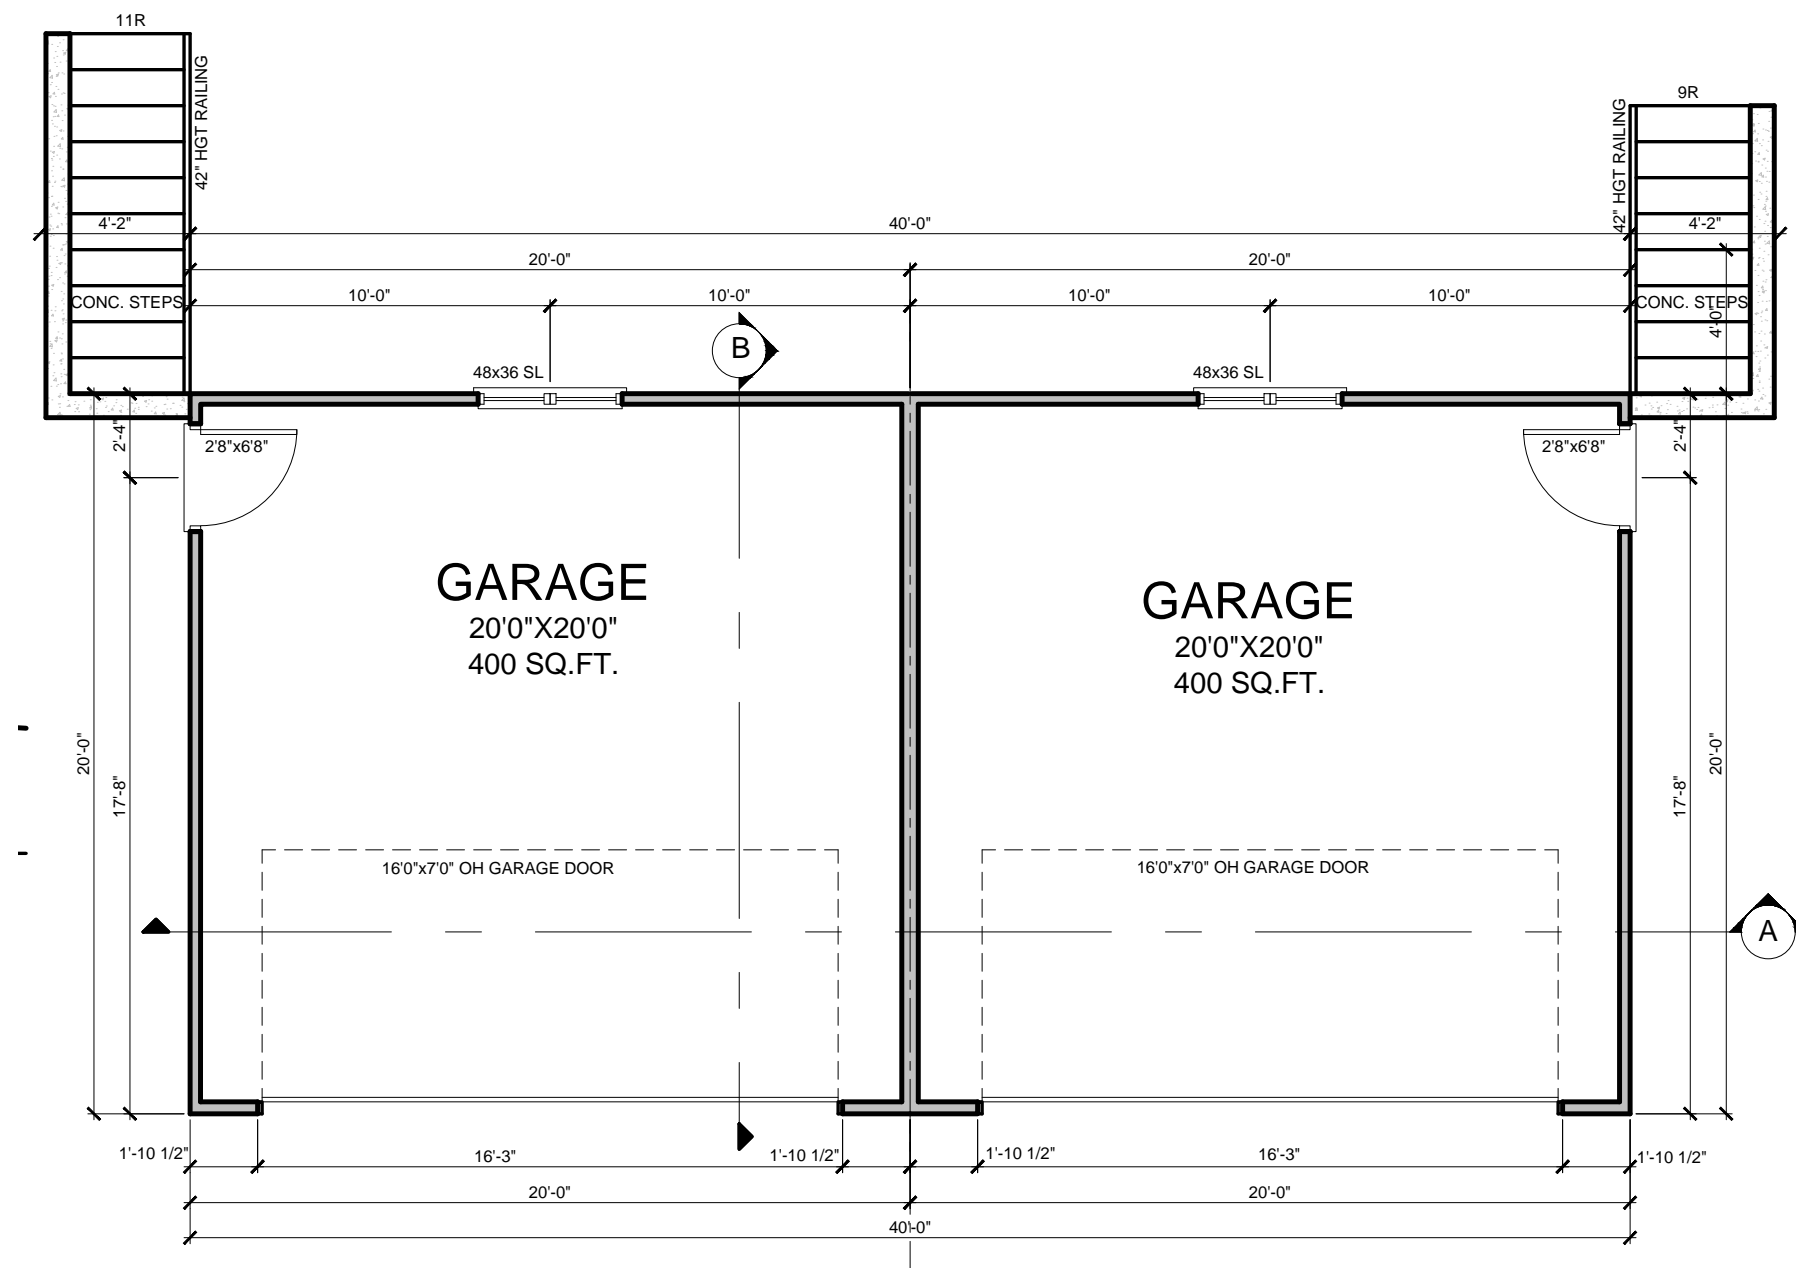 11R
9R
42" HGT RAILING
42" HGT RAILING
4'-2"
40'-0"
4'-2"
20'-0"
20'-0"
10'-0"
10'-0"
10'-0"
10'-0"
CONC. STEPS
CONC. STEPS
4'-0"
B
48x36 SL
48x36 SL
2'-4"
2'8"x6'8"
2'8"x6'8"
2'-4"
GARAGE
20'0"X20'0"
400 SQ.FT.
GARAGE
20'0"X20'0"
400 SQ.FT.
20'-0"
17'-8"
17'-8"
20'-0"
16'0"x7'0" OH GARAGE DOOR
16'0"x7'0" OH GARAGE DOOR
A
1'-10 1/2"
16'-3"
1'-10 1/2"
1'-10 1/2"
16'-3"
1'-10 1/2"
20'-0"
20'-0"
40'-0"